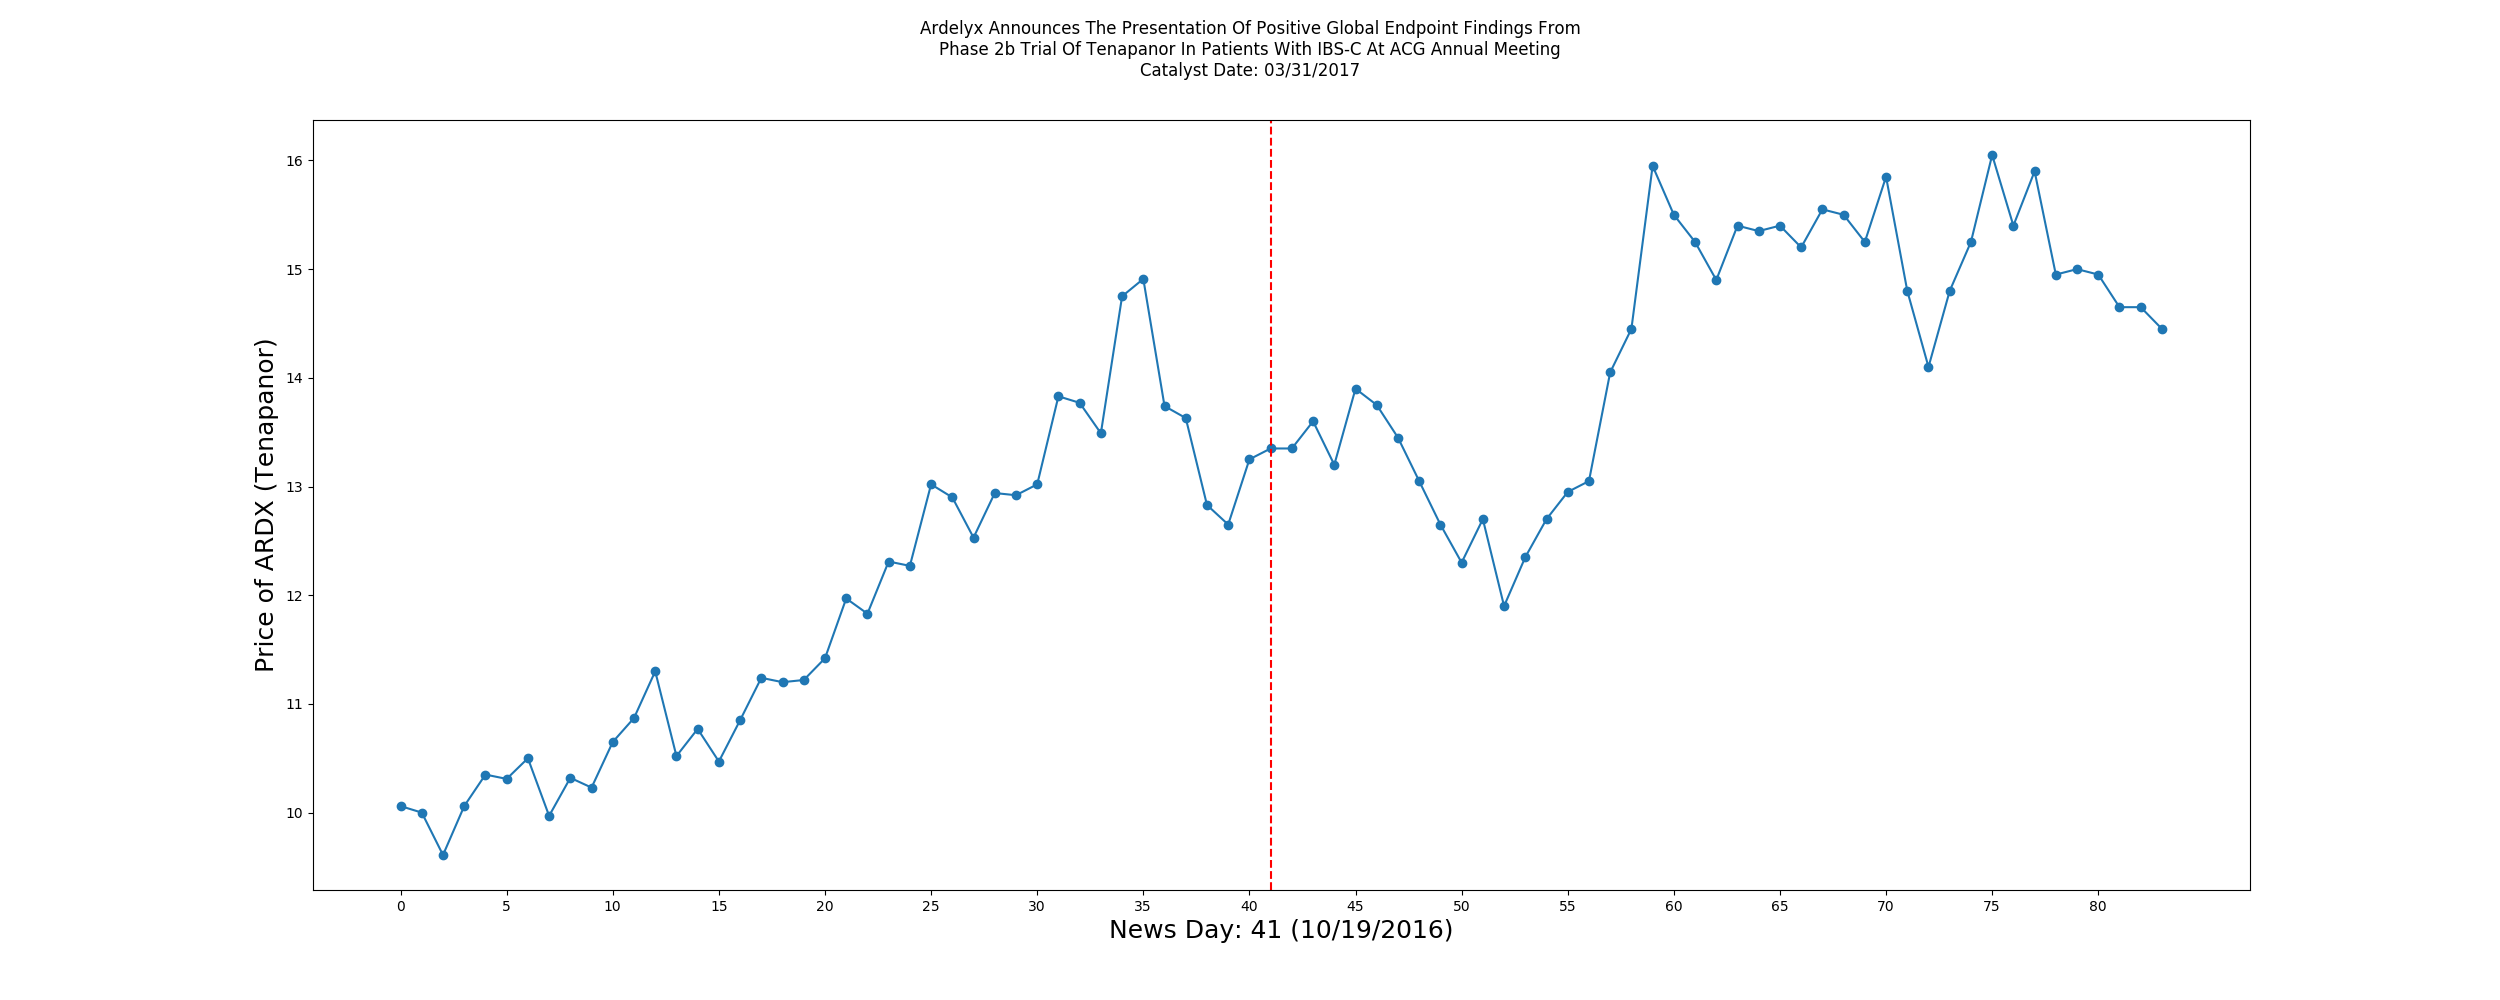 Ardelyx Announces The Presentation Of Positive Global Endpoint Findings From
Phase 2b Trial Of Tenapanor In Patients With IBS-C At ACG Annual Meeting
Catalyst Date: 03/31/2017
Price of ARDX (Tenapanor)
16
15
14
13
12
11
10
0 5 10 15 20 25 30 35 40 45 50 55 60 65 70 75 80
News Day: 41 (10/19/2016)